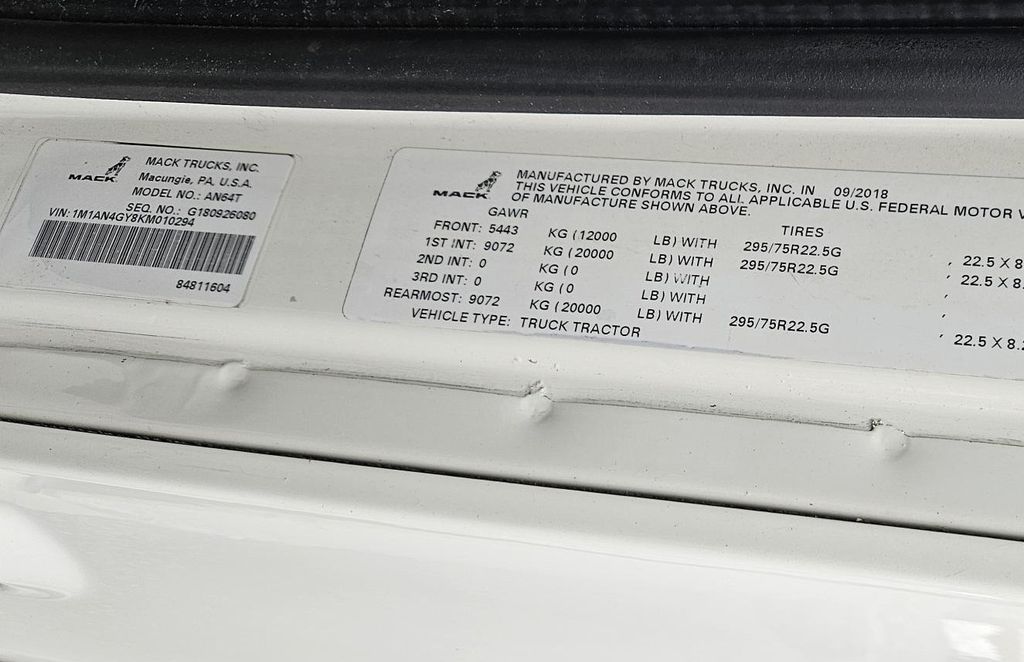 MACK
MACK TRUCKS, INC.
Macungie, PA, U.S.A.
MODEL NO.: AN64T
SEQ. NO.: G180926080
VIN: 1M1AN4GY8KM010294
84811604
MACK
MANUFACTURED BY MACK TRUCKS, INC. IN 09/2018
THIS VEHICLE CONFORMS TO ALL APPLICABLE U.S. FEDERAL MOTOR
OF MANUFACTURE SHOWN ABOVE.
GAWR TIRES
FRONT: 5443 KG (12000 LB) WITH 295/75R22.5G , 22.5 X 8
1ST INT: 9072 KG (20000 LB) WITH 295/75R22.5G , 22.5 X 8.
2ND INT: 0 KG (0 LB) WITH ,
3RD INT: 0 KG (0 LB) WITH ,
REARMOST: 9072 KG (20000 LB) WITH 295/75R22.5G , 22.5 X 8.2
VEHICLE TYPE: TRUCK TRACTOR